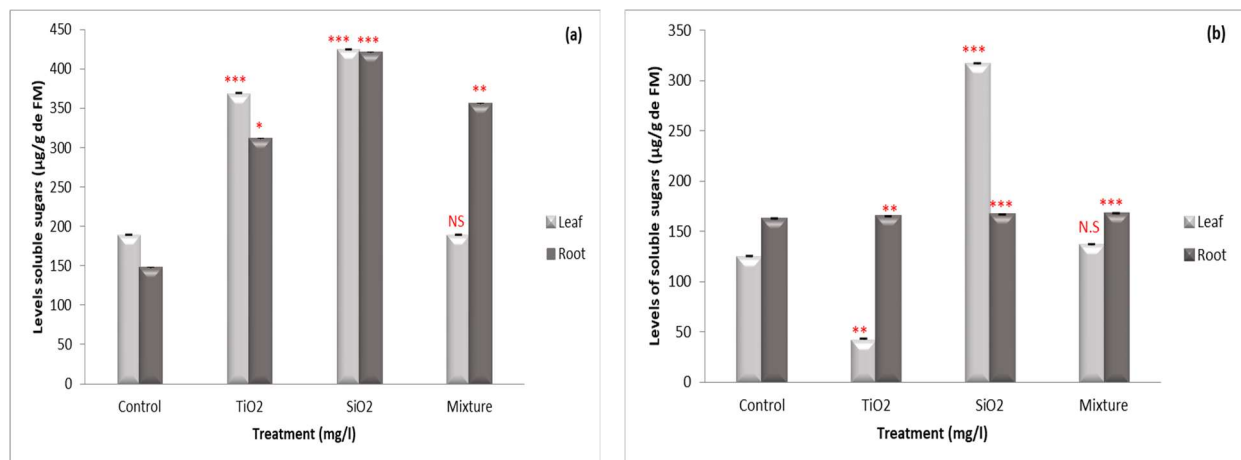 (a)
Levels soluble sugars (µg/g de FM)
450
400
350
300
250
200
150
100
50
0
***
*
***
***
NS
**
Leaf
Root
Control
TiO2
SiO2
Mixture
Treatment (mg/l)
(b)
Levels of soluble sugars (µg/g de FM)
350
300
250
200
150
100
50
0
**
**
***
***
N.S
***
Leaf
Root
Control
TiO2
SiO2
Mixture
Treatment (mg/l)